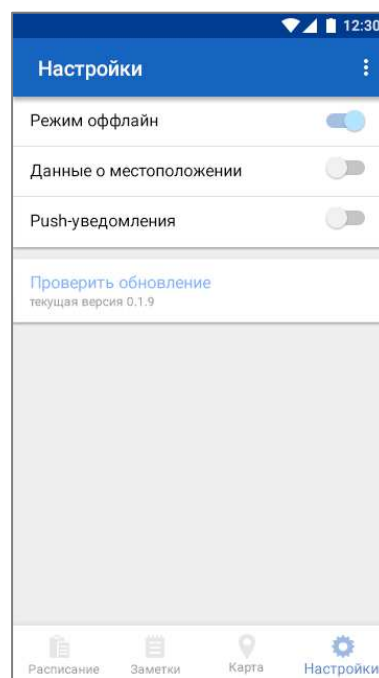 12:30
Настройки
Режим оффлайн
Данные о местоположении
Push-уведомления
Проверить обновление
текущая версия 0.1.9
Расписание Заметки Карта Настройки